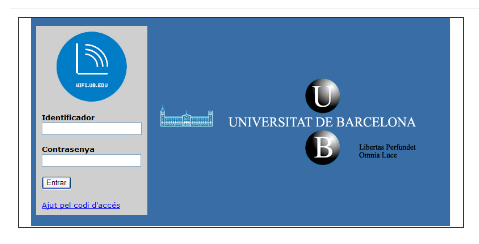 WIFI.UB.EDU
Identificador
Contrasenya
Entrar
Ajut pel codi d'accés
U
UNIVERSITAT DE BARCELONA
B
Libertas Perfundet
Omnia Luce